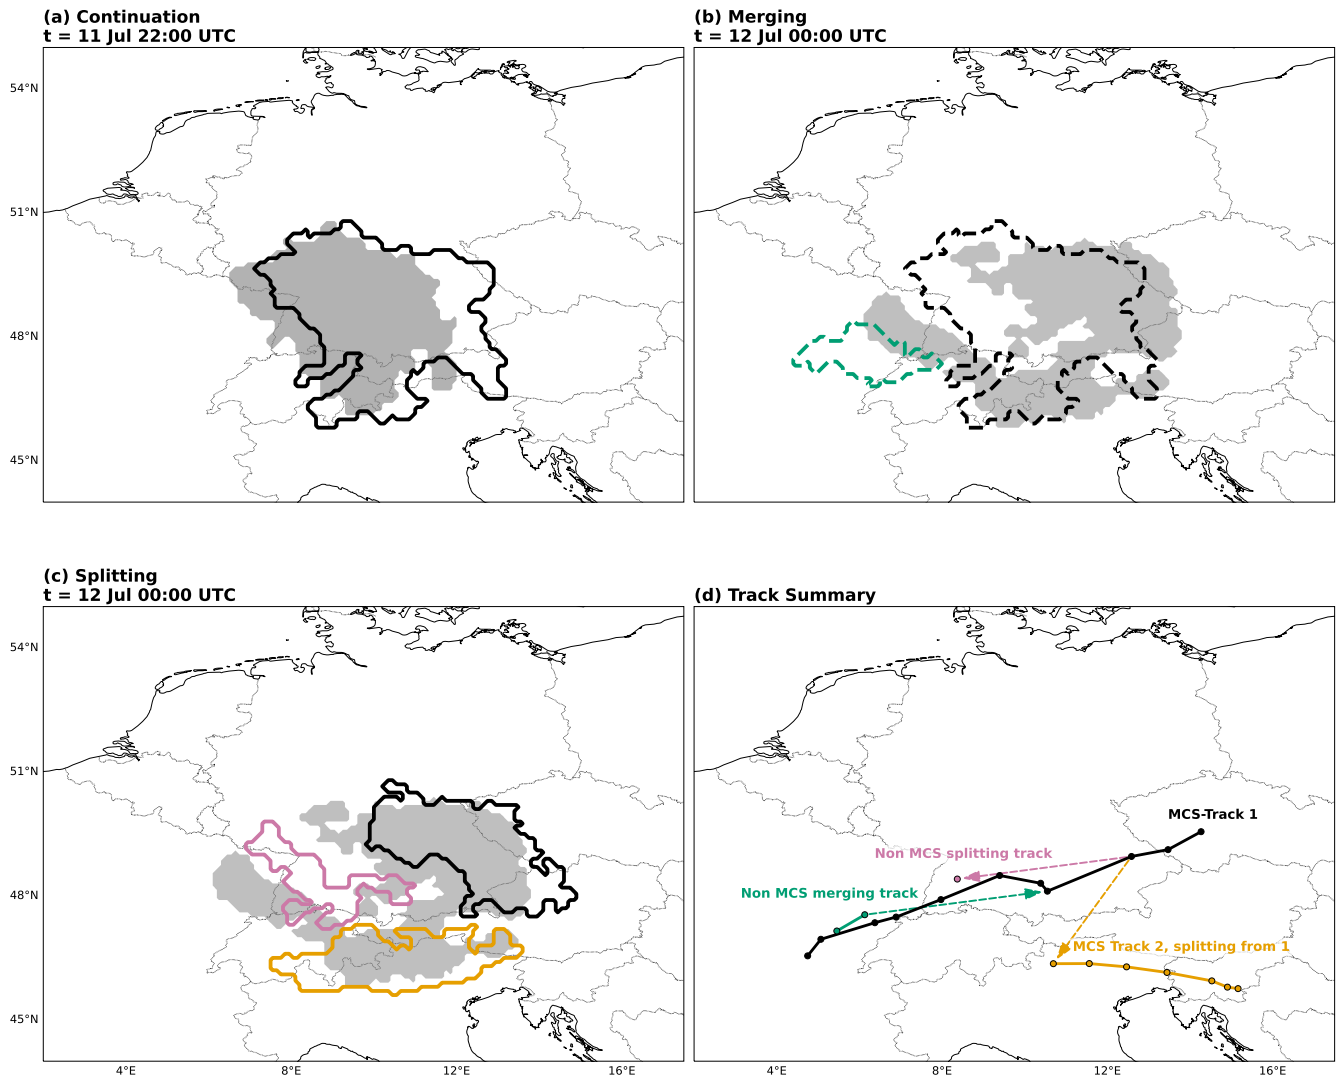 (a) Continuation
t = 11 Jul 22:00 UTC
(b) Merging
t = 12 Jul 00:00 UTC
54°N
51°N
48°N
45°N
(c) Splitting
t = 12 Jul 00:00 UTC
(d) Track Summary
54°N
51°N
48°N
45°N
MCS-Track 1
Non MCS splitting track
Non MCS merging track
MCS Track 2, splitting from 1
4°E
8°E
12°E
16°E
4°E
8°E
12°E
16°E